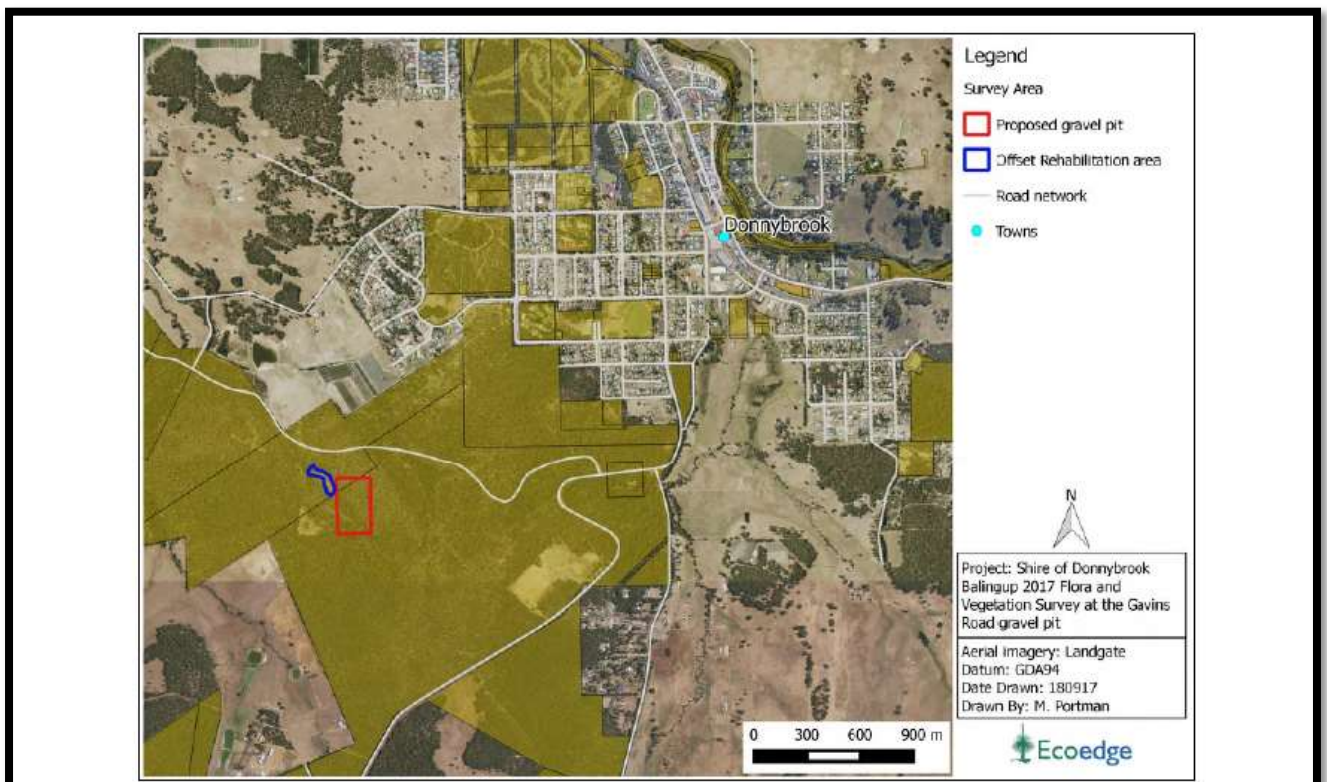 Legend
Survey Area
Proposed gravel pit
Offset Rehabilitation area
Road network
Towns
Donnybrook
N
Project: Shire of Donnybrook
Balingup 2017 Flora and
Vegetation Survey at the Gavins
Road gravel pit
Aerial imagery: Landgate
Datum: GDA94
Date Drawn: 180917
Drawn By: M. Portman
0 300 600 900 m
Ecoedge